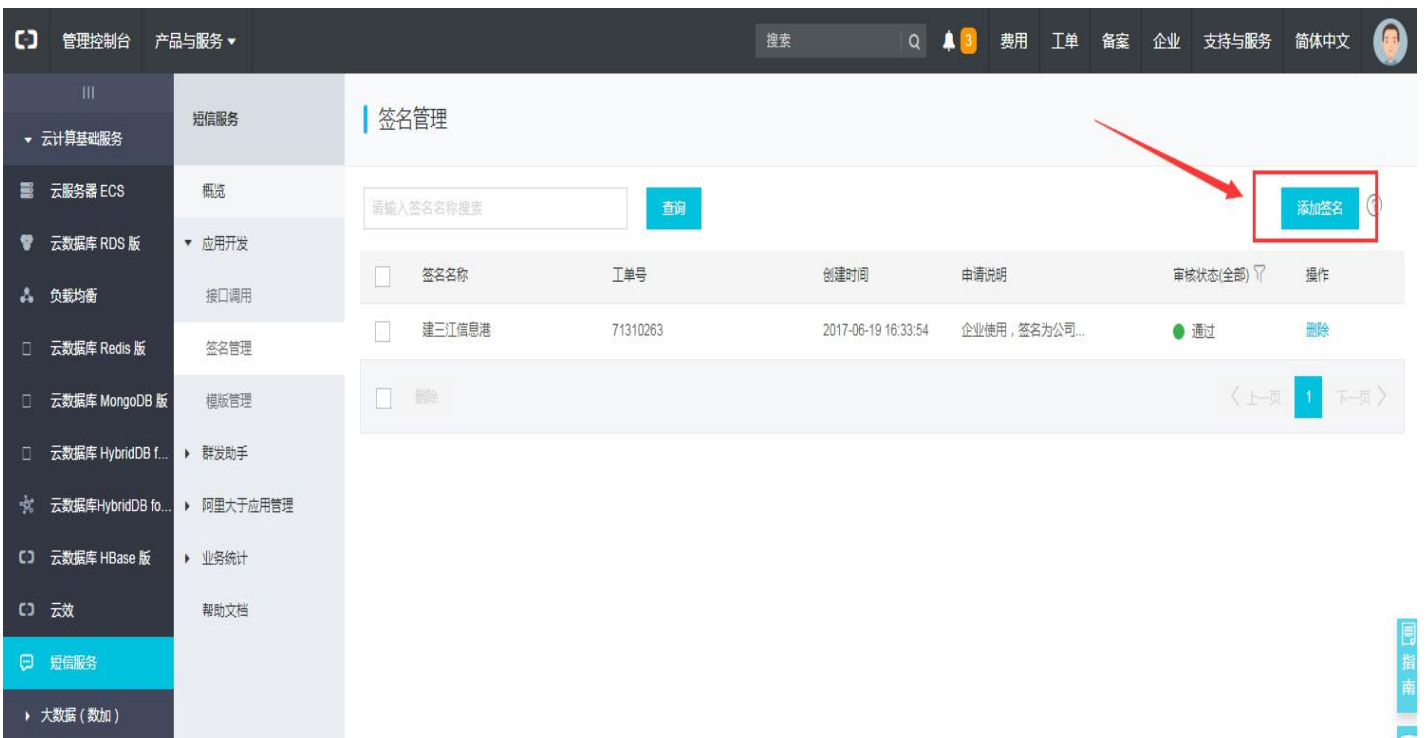 管理控制台 产品与服务 搜索 3 费用 工单 备案 企业 支持与服务 简体中文
云计算基础服务
云服务器 ECS
云数据库 RDS 版
负载均衡
云数据库 Redis 版
云数据库 MongoDB 版
云数据库 HybridDB f...
云数据库HybridDB fo...
云数据库 HBase 版
云效
短信服务
大数据 ( 数加 )
短信服务
概览
应用开发
接口调用
签名管理
模版管理
群发助手
阿里大于应用管理
业务统计
帮助文档
签名管理
请输入签名名称搜索 查询 添加签名 ?
签名名称 工单号 创建时间 申请说明 审核状态(全部) 操作
建三江信息港 71310263 2017-06-19 16:33:54 企业使用，签名为公司... 通过 删除
删除 上一页 1 下一页
指南